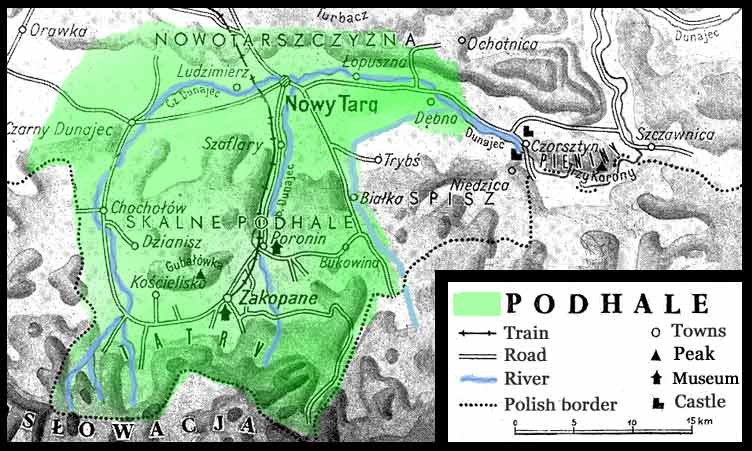 Turbacz
Orawka
NOWOTARSZCZYZNA
Ochotnica
Dunajec
Łopuszna
Ludzimierz
Cz. Dunajec
Nowy Targ
Dębna
Czarny Dunajec
Szaflary
Dunajec
Czorsztyn
Szczawnica
PIENINY
Trzy Korony
Trybś
Niedzica
Dunajec
Białka
SPISZ
Chochołów
SKALNE PODHALE
Dzianisz
Poronin
Gubałówka
Bukowina
Kościelisko
Zakopane
TATRY
SŁOWACJA
PODHALE
Train
Towns
Road
Peak
River
Museum
Polish border
Castle
0 5 10 15 km